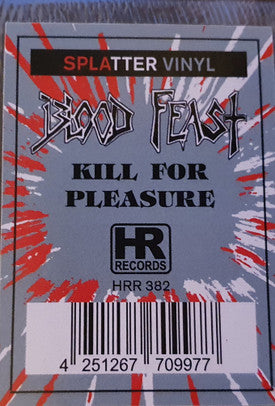 SPLATTER VINYL
BLOOD FEAST
KILL FOR
PLEASURE
HR
RECORDS
HRR 382
4 251267 709977